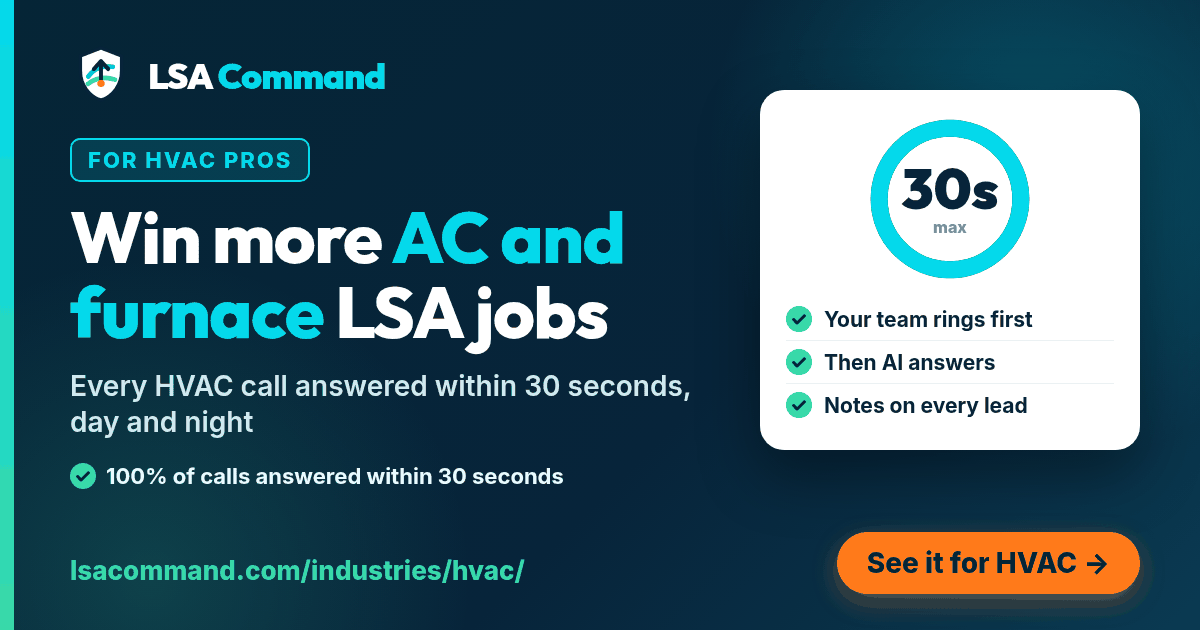 LSA Command
FOR HVAC PROS
Win more AC and
furnace LSA jobs
Every HVAC call answered within 30 seconds,
day and night
100% of calls answered within 30 seconds
lsacommand.com/industries/hvac/
30s
max
Your team rings first
Then AI answers
Notes on every lead
See it for HVAC →